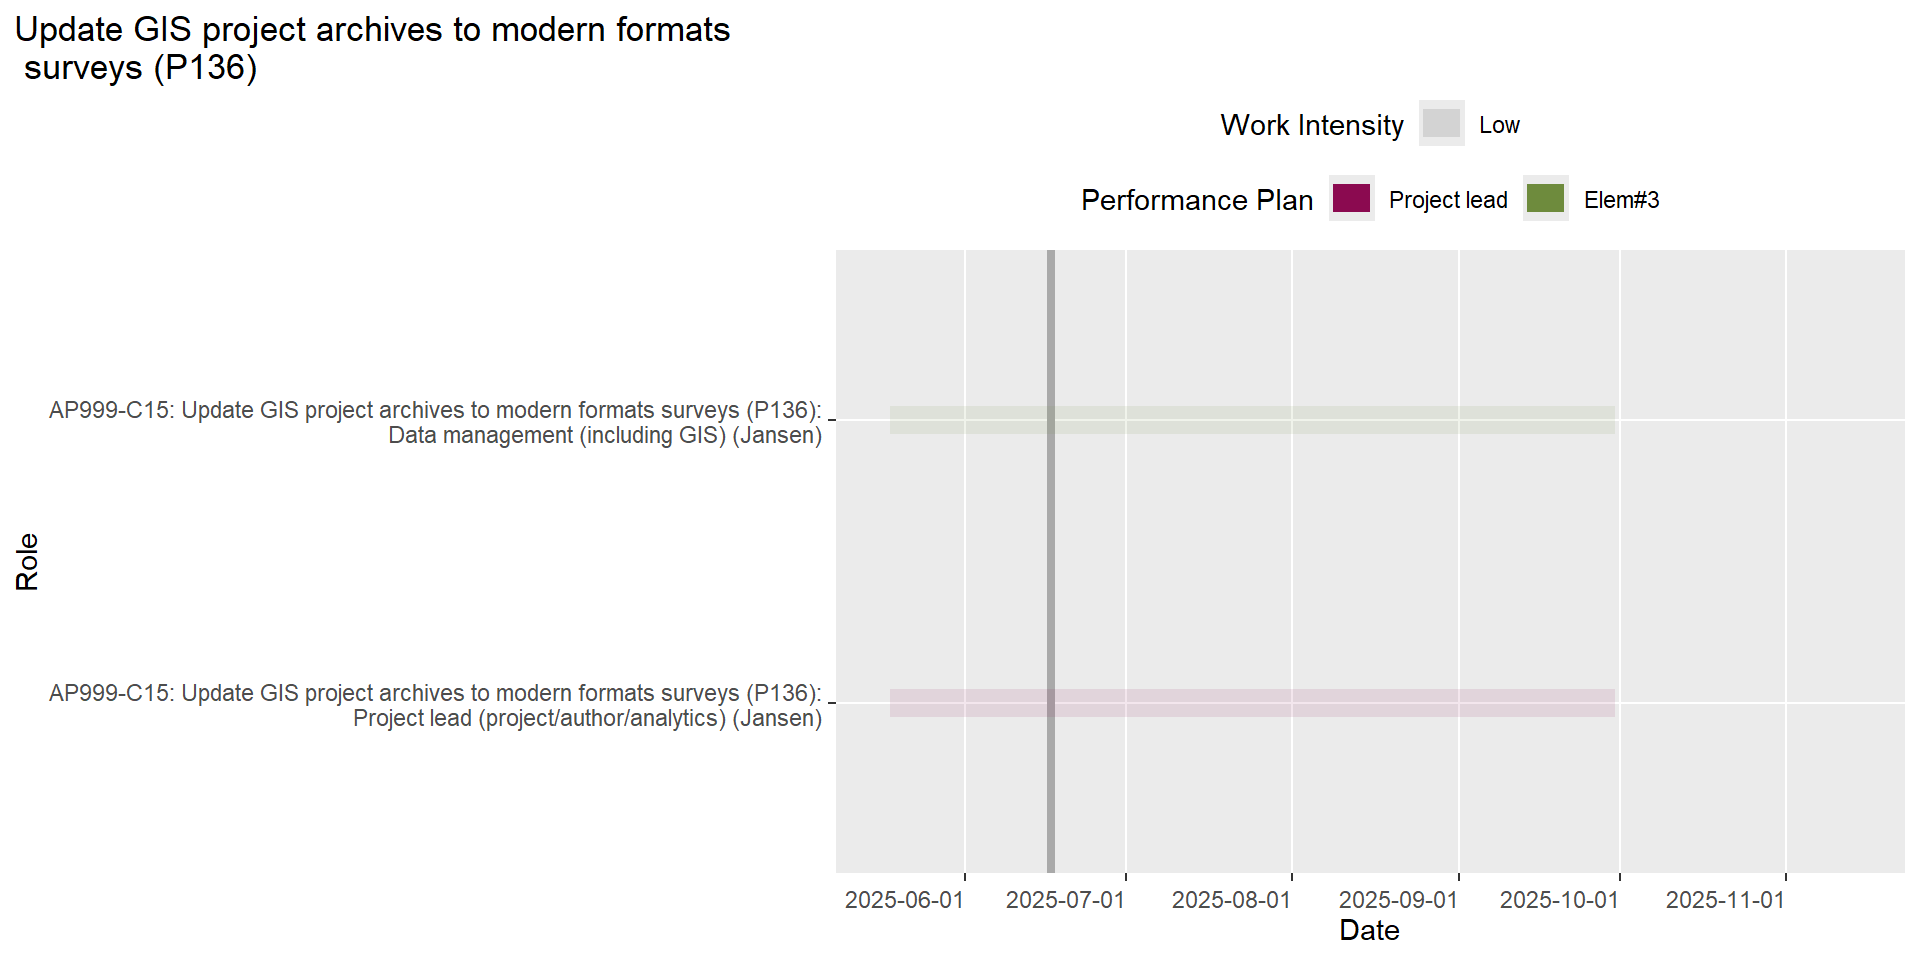 Update GIS project archives to modern formats
surveys (P136)
Work Intensity Low
Performance Plan Project lead Elem#3
AP999-C15: Update GIS project archives to modern formats surveys (P136):
Data management (including GIS) (Jansen)
Role
AP999-C15: Update GIS project archives to modern formats surveys (P136):
Project lead (project/author/analytics) (Jansen)
2025-06-01 2025-07-01 2025-08-01 2025-09-01 2025-10-01 2025-11-01
Date